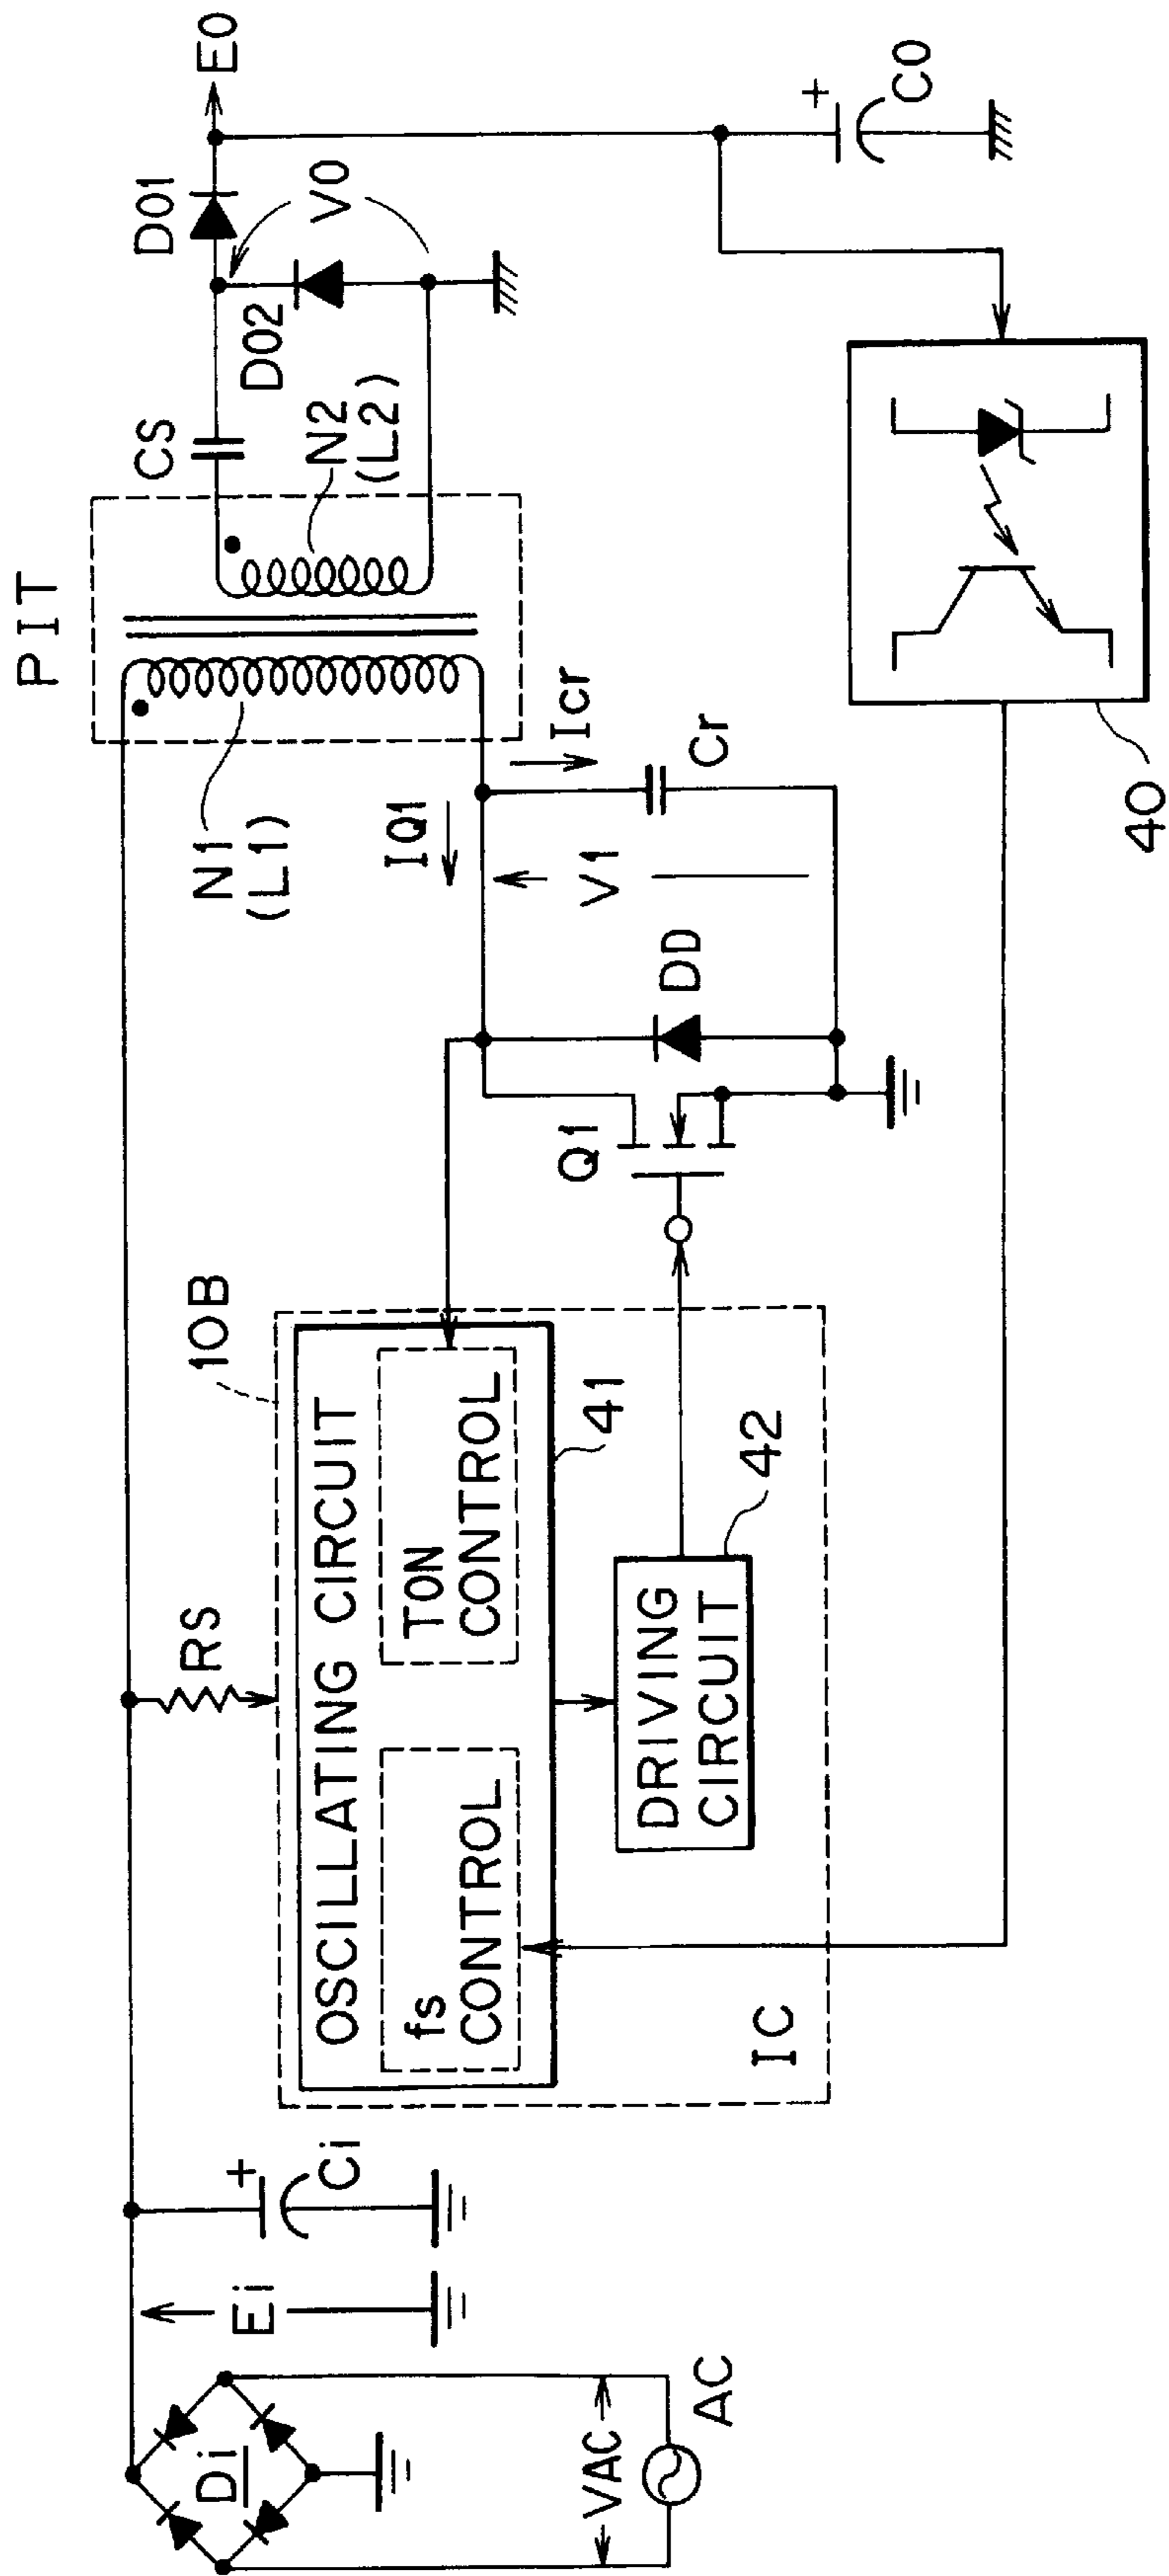 PIT
E0
D01
V0
D02
CS
N2
(L2)
C0
N1
(L1)
Icr
IQ1
Cr
V1
DD
Q1
40
10B
RS
OSCILLATING CIRCUIT
fs
CONTROL
TON
CONTROL
41
DRIVING
CIRCUIT
42
IC
+
Ci
Ei
Di
VAC
AC
+